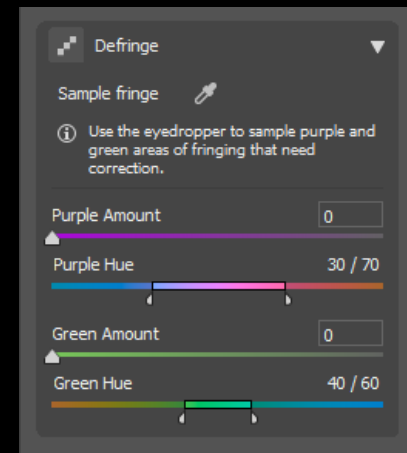 Defringe
Sample fringe
Use the eyedropper to sample purple and
green areas of fringing that need
correction.
Purple Amount 0
Purple Hue 30 / 70
Green Amount 0
Green Hue 40 / 60